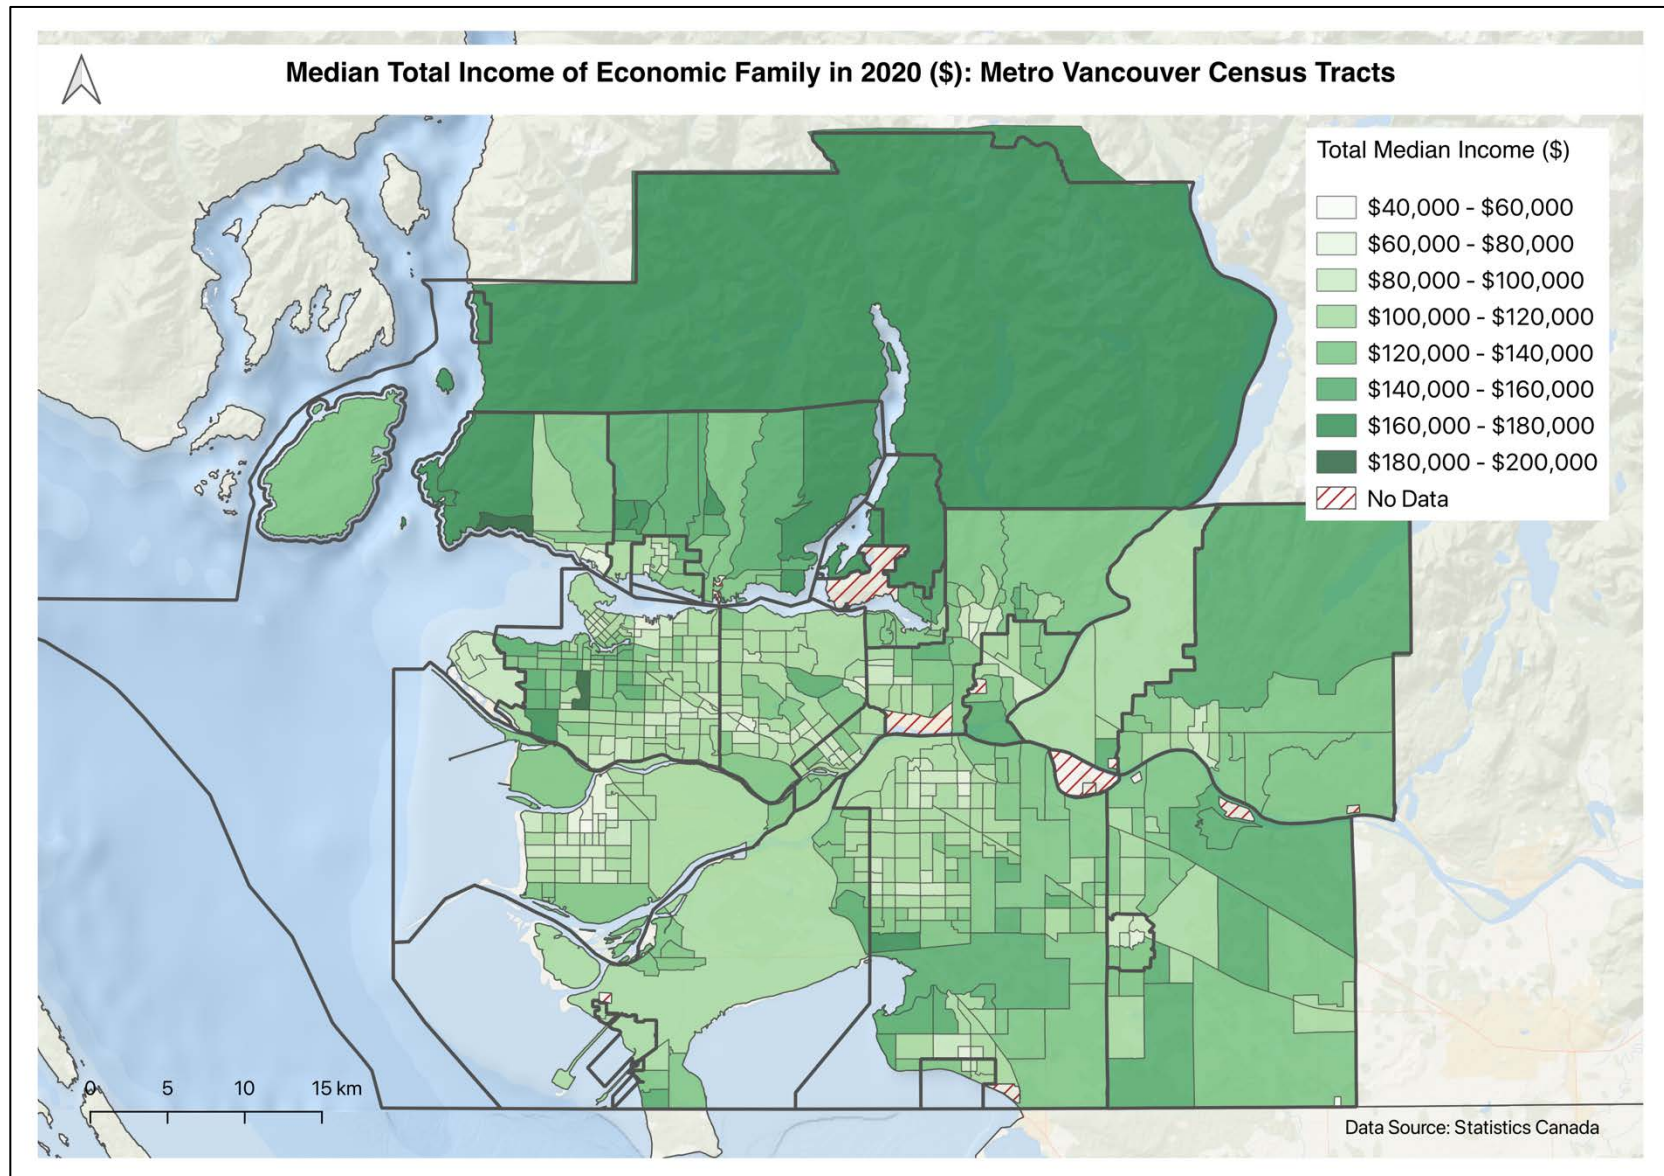 Median Total Income of Economic Family in 2020 ($): Metro Vancouver Census Tracts
Total Median Income ($)
$40,000 - $60,000
$60,000 - $80,000
$80,000 - $100,000
$100,000 - $120,000
$120,000 - $140,000
$140,000 - $160,000
$160,000 - $180,000
$180,000 - $200,000
No Data
0 5 10 15 km
Data Source: Statistics Canada